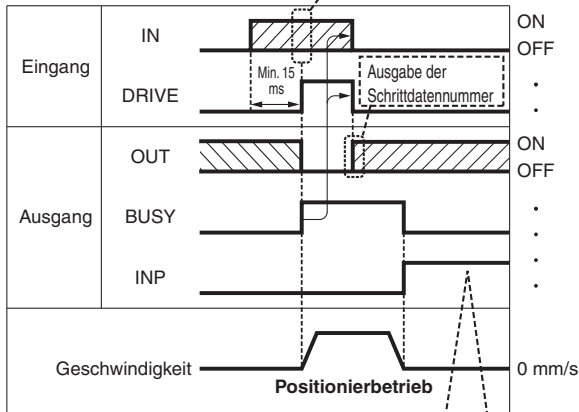 IN
ON
OFF
Eingang
Min. 15
ms
Ausgabe der
Schrittdatennummer
DRIVE
OUT
ON
OFF
Ausgang
BUSY
INP
Geschwindigkeit
0 mm/s
Positionierbetrieb